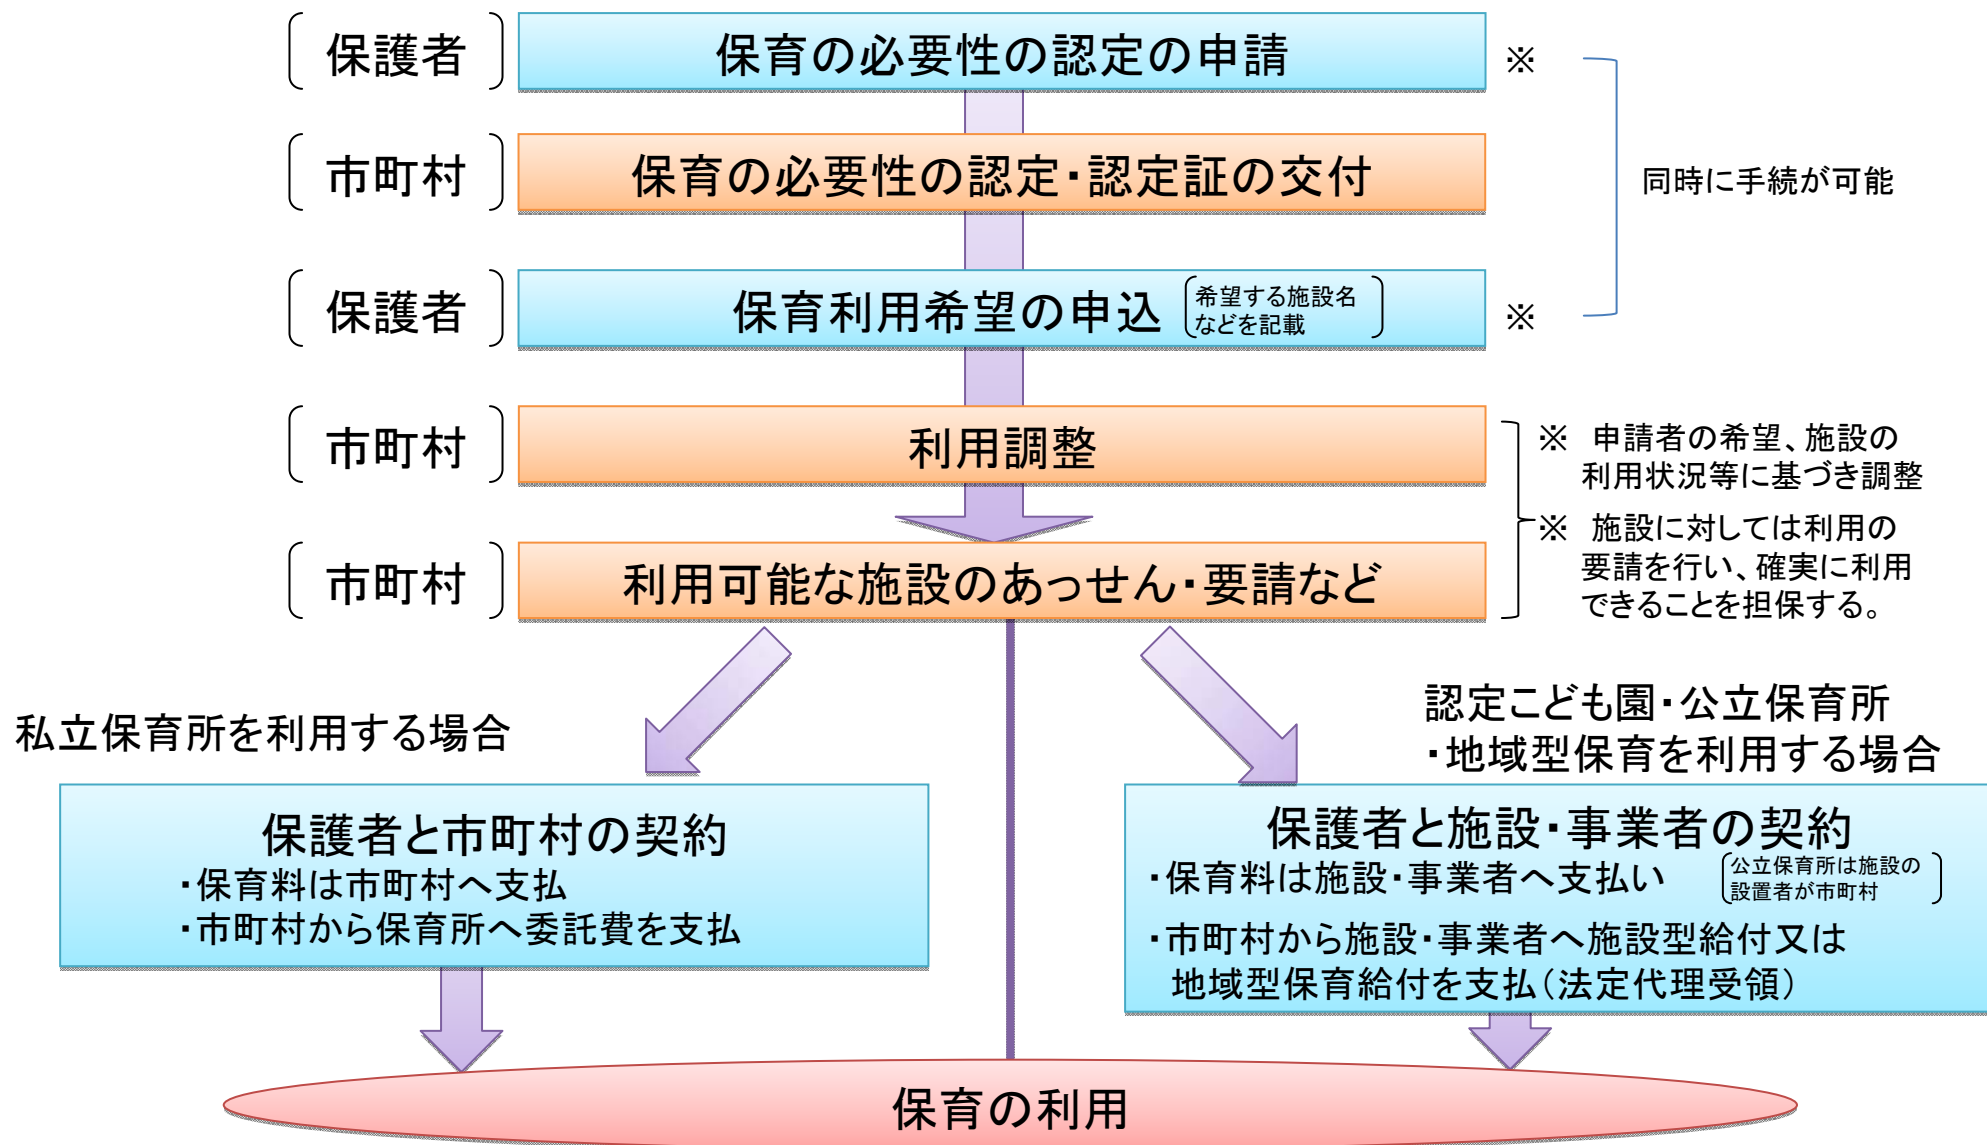 保護者
保育の必要性の認定の申請
※
市町村
保育の必要性の認定・認定証の交付
同時に手続が可能
保護者
保育利用希望の申込
希望する施設名
などを記載
※
市町村
利用調整
※　申請者の希望、施設の
利用状況等に基づき調整
※　施設に対しては利用の
要請を行い、確実に利用
できることを担保する。
市町村
利用可能な施設のあっせん・要請など
私立保育所を利用する場合
保護者と市町村の契約
・保育料は市町村へ支払
・市町村から保育所へ委託費を支払
認定こども園・公立保育所
・地域型保育を利用する場合
保護者と施設・事業者の契約
・保育料は施設・事業者へ支払い
公立保育所は施設の
設置者が市町村
・市町村から施設・事業者へ施設型給付又は
地域型保育給付を支払（法定代理受領）
保育の利用